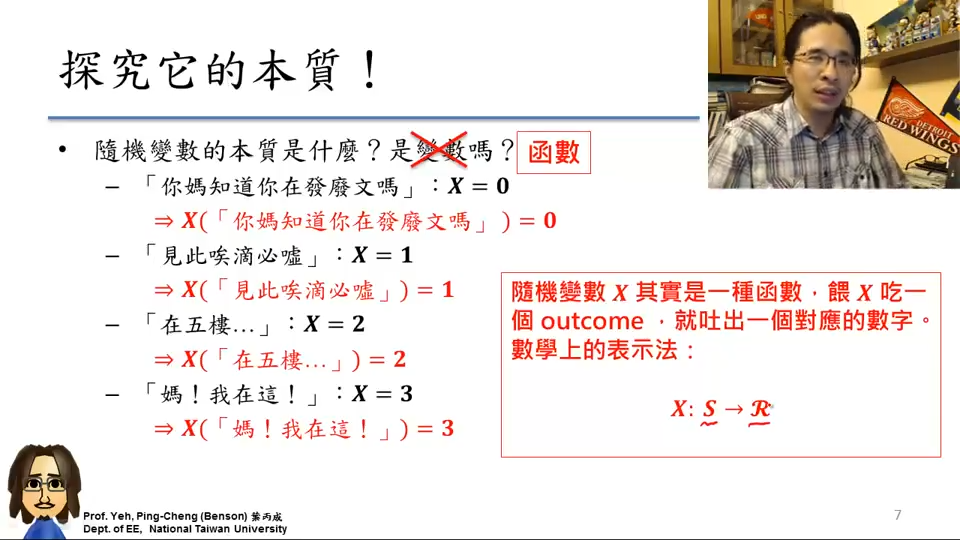 探究它的本質！
• 隨機變數的本質是什麼？是變數嗎？ 函數
– 「你媽知道你在發廢文嗎」：X = 0
⇒ X(「你媽知道你在發廢文嗎」) = 0
– 「見此唉滴必噓」：X = 1
⇒ X(「見此唉滴必噓」) = 1
– 「在五樓…」：X = 2
⇒ X(「在五樓…」) = 2
– 「媽！我在這！」：X = 3
⇒ X(「媽！我在這！」) = 3
隨機變數 X 其實是一種函數，餵 X 吃一
個 outcome ，就吐出一個對應的數字。
數學上的表示法：
X: S → ℛ
DETROIT
RED WINGS
Prof. Yeh, Ping-Cheng (Benson) 葉丙成
Dept. of EE, National Taiwan University
7